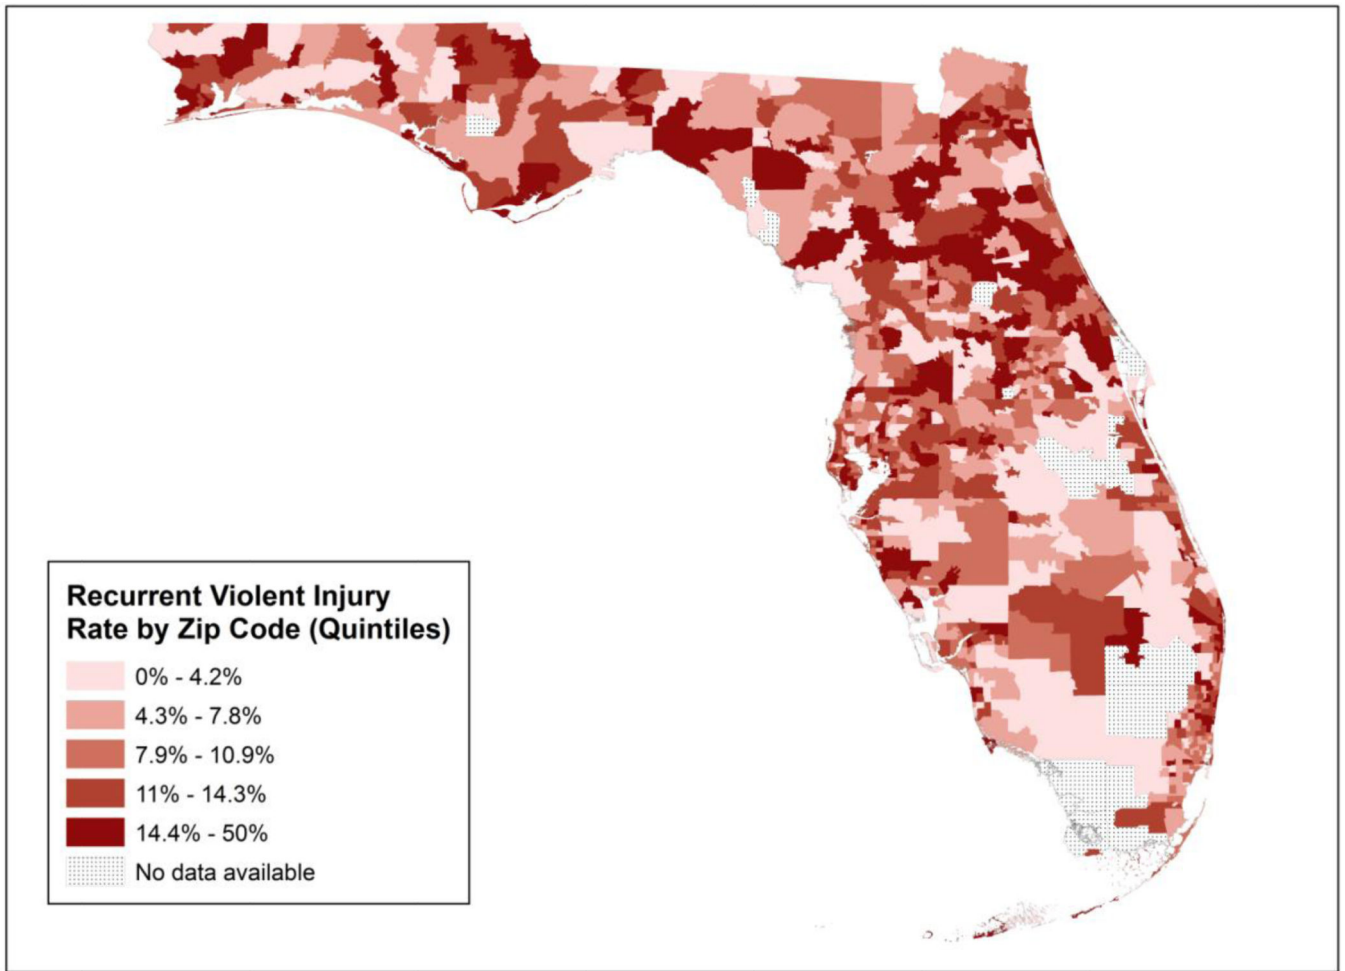 Recurrent Violent Injury
Rate by Zip Code (Quintiles)
0% - 4.2%
4.3% - 7.8%
7.9% - 10.9%
11% - 14.3%
14.4% - 50%
No data available